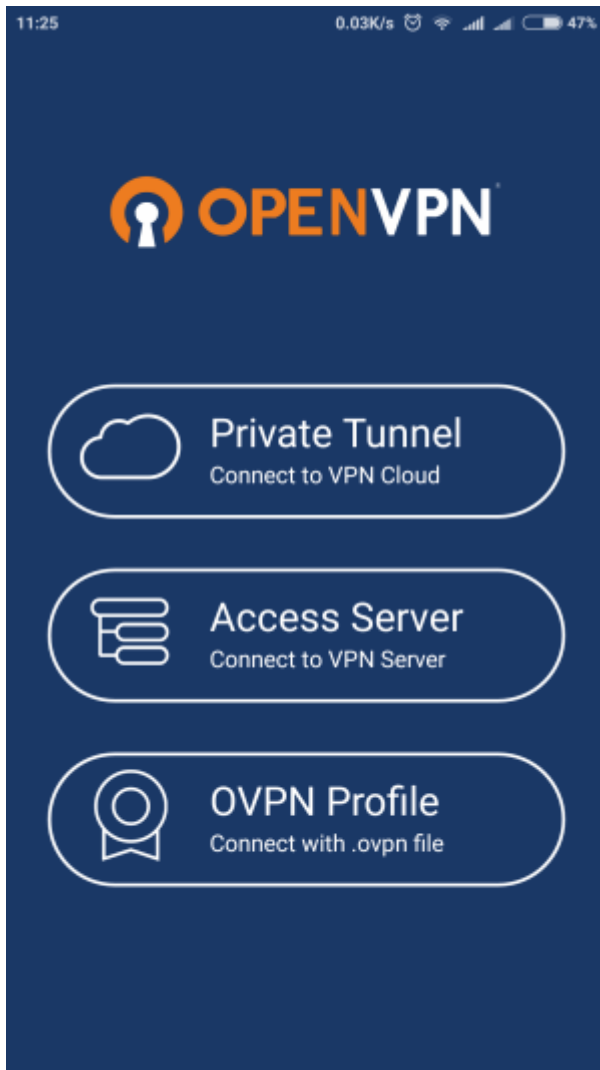 11:25 0.03K/s 47%
OPENVPN
Private Tunnel
Connect to VPN Cloud
Access Server
Connect to VPN Server
OVPN Profile
Connect with .ovpn file